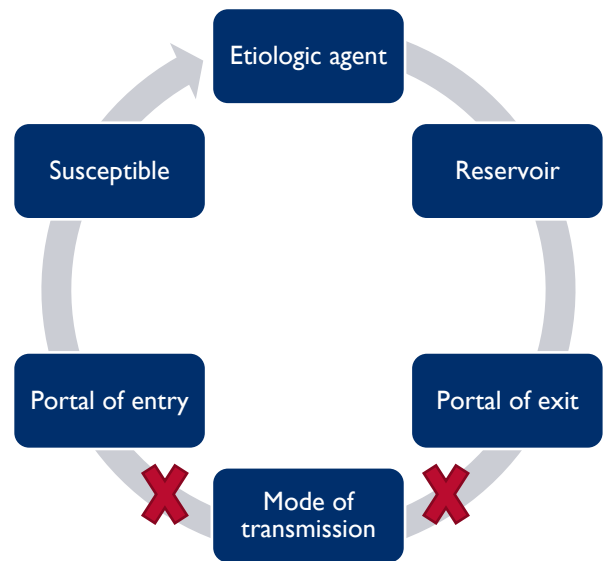 Etiologic agent
Reservoir
Portal of exit
Mode of
transmission
Portal of entry
Susceptible